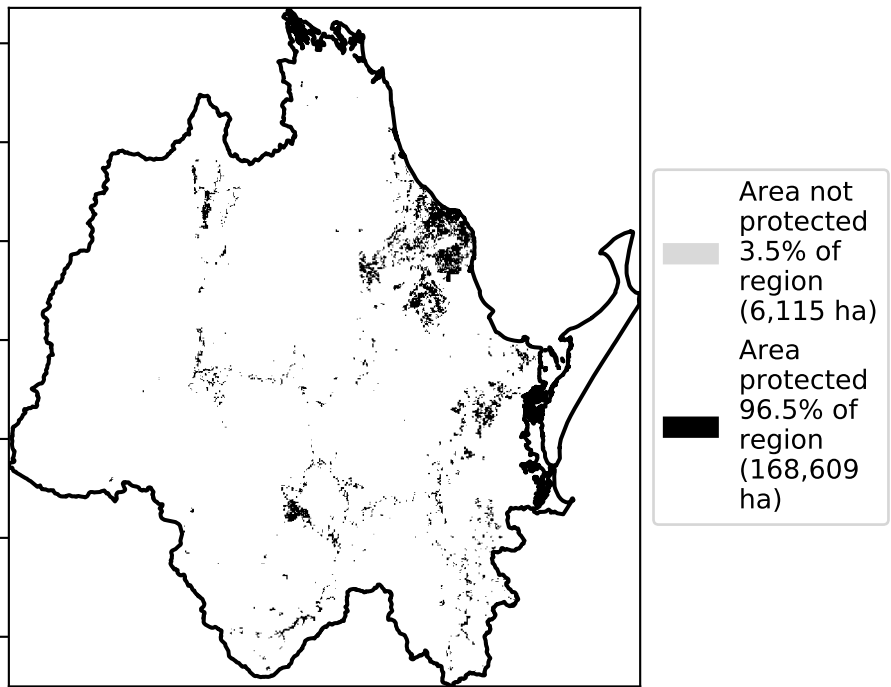 Area not
protected
3.5% of
region
(6,115 ha)
Area
protected
96.5% of
region
(168,609
ha)